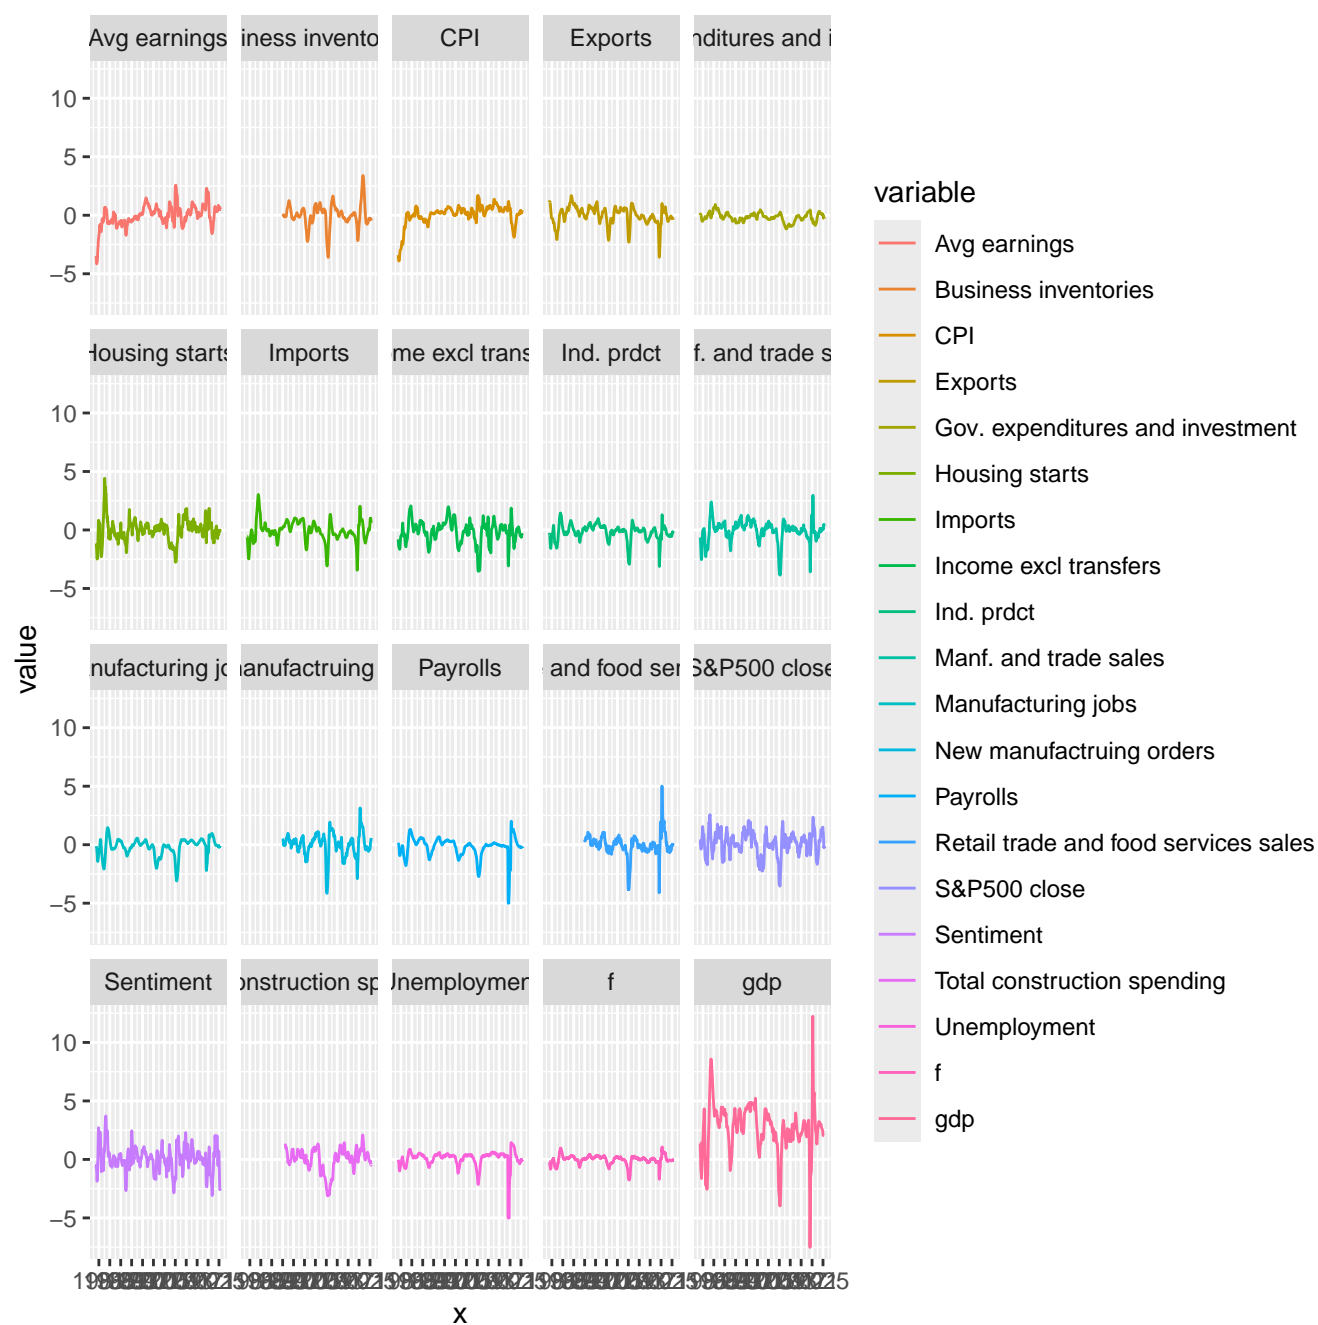 Avg earnings
iness invento
CPI
Exports
nditures and i
10
5
0
−5
Housing starts
Imports
me excl trans
Ind. prdct
f. and trade s
10
5
0
−5
nufacturing jo
anufactruing
Payrolls
and food ser
S&P500 close
10
5
0
−5
Sentiment
onstruction sp
Unemploymen
f
gdp
10
5
0
−5
value
x
variable
Avg earnings
Business inventories
CPI
Exports
Gov. expenditures and investment
Housing starts
Imports
Income excl transfers
Ind. prdct
Manf. and trade sales
Manufacturing jobs
New manufactruing orders
Payrolls
Retail trade and food services sales
S&P500 close
Sentiment
Total construction spending
Unemployment
f
gdp